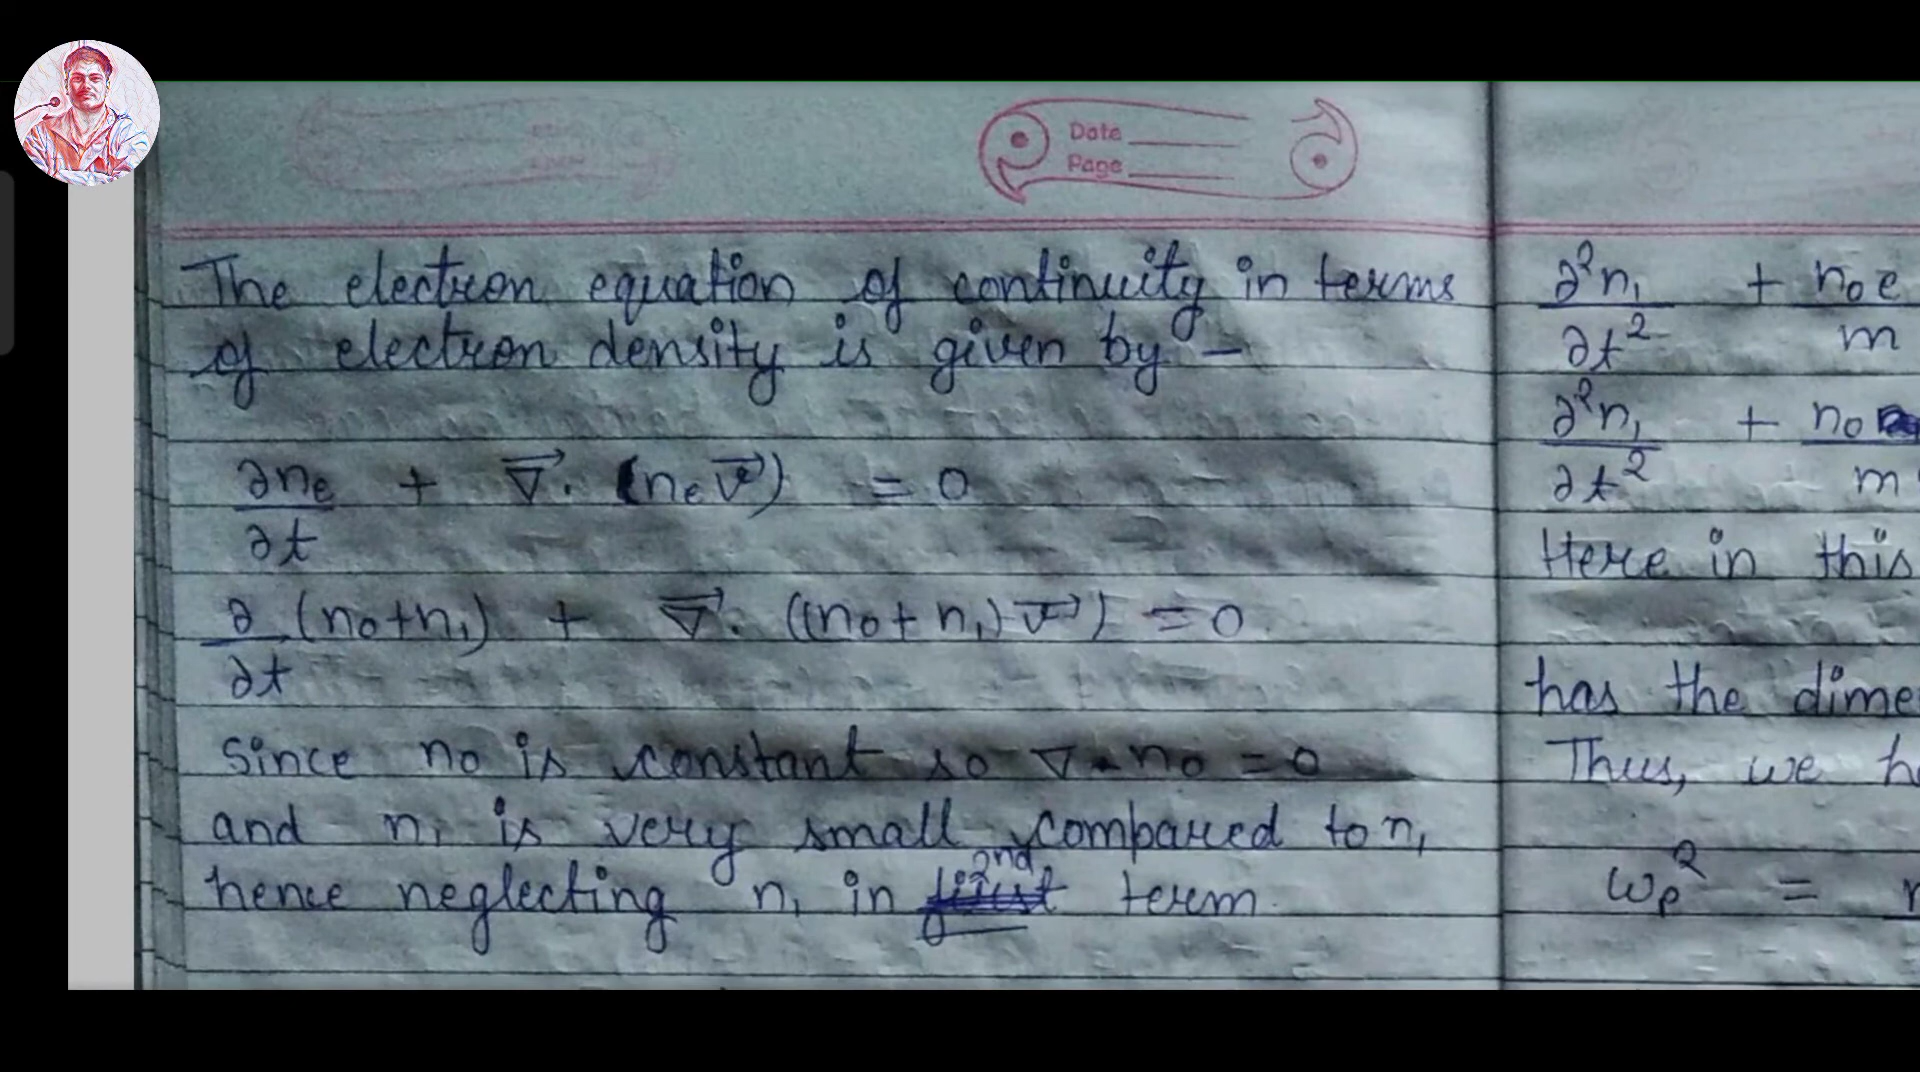 Date
Page
The electron equation of continuity in terms
of electron density is given by -
∂nₑ/∂t + ∇⃗. (nₑv⃗) = 0
∂/∂t (n₀+n₁) + ∇⃗. ((n₀+n₁)v⃗) = 0
Since n₀ is constant so ∇.n₀ = 0
and n₁ is very small compared to n₁
hence neglecting n₁ in 2nd term.
∂²n₁/∂t² + n₀e/m
∂²n₁/∂t² + n₀/m
Here in this
has the dime
Thus, we h
ωₚ² =